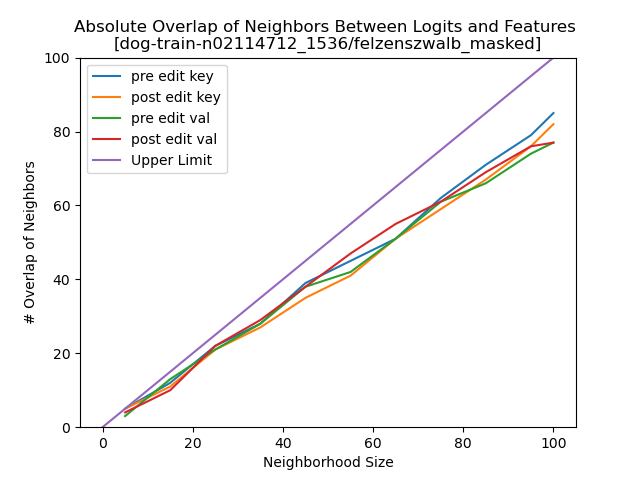 Absolute Overlap of Neighbors Between Logits and Features
[dog-train-n02114712_1536/felzenszwalb_masked]
pre edit key
post edit key
pre edit val
post edit val
Upper Limit
# Overlap of Neighbors
100
80
60
40
20
0
0 20 40 60 80 100
Neighborhood Size